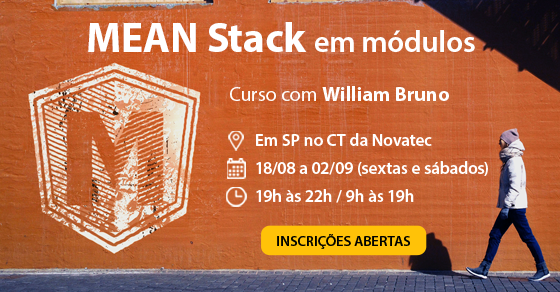 MEAN Stack em módulos
Curso com William Bruno
M
Em SP no CT da Novatec
18/08 a 02/09 (sextas e sábados)
19h às 22h / 9h às 19h
INSCRIÇÕES ABERTAS